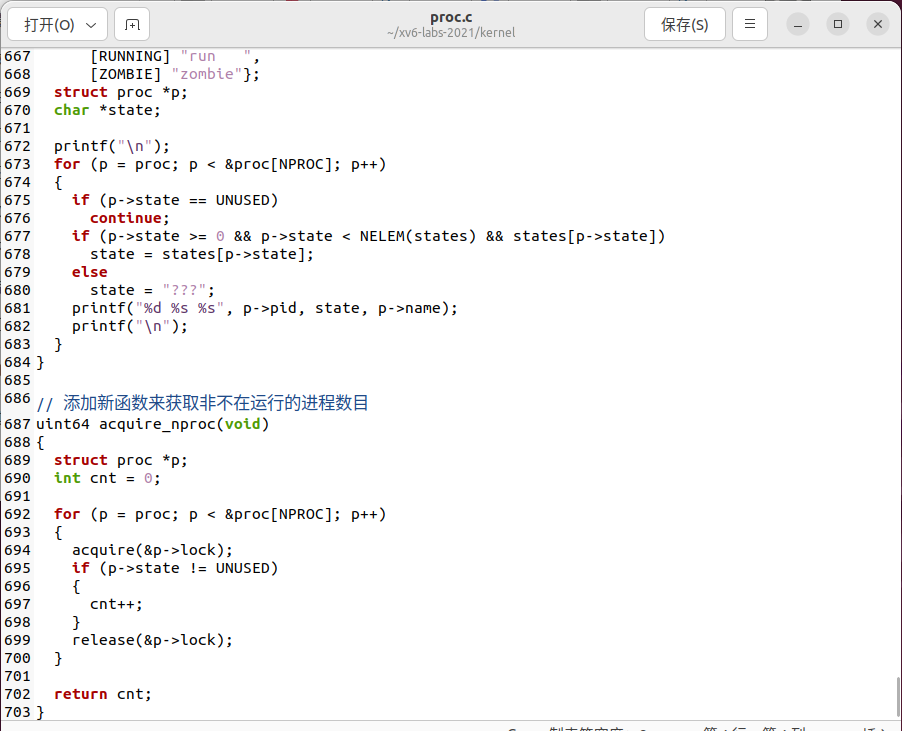 打开(O)
proc.c
~/xv6-labs-2021/kernel
保存(S)
667       [RUNNING] "run   ",
668       [ZOMBIE] "zombie"};
669   struct proc *p;
670   char *state;
671
672   printf("\n");
673   for (p = proc; p < &proc[NPROC]; p++)
674   {
675     if (p->state == UNUSED)
676       continue;
677     if (p->state >= 0 && p->state < NELEM(states) && states[p->state])
678       state = states[p->state];
679     else
680       state = "???";
681     printf("%d %s %s", p->pid, state, p->name);
682     printf("\n");
683   }
684 }
685
686 // 添加新函数来获取非不在运行的进程数目
687 uint64 acquire_nproc(void)
688 {
689   struct proc *p;
690   int cnt = 0;
691
692   for (p = proc; p < &proc[NPROC]; p++)
693   {
694     acquire(&p->lock);
695     if (p->state != UNUSED)
696     {
697       cnt++;
698     }
699     release(&p->lock);
700   }
701
702   return cnt;
703 }